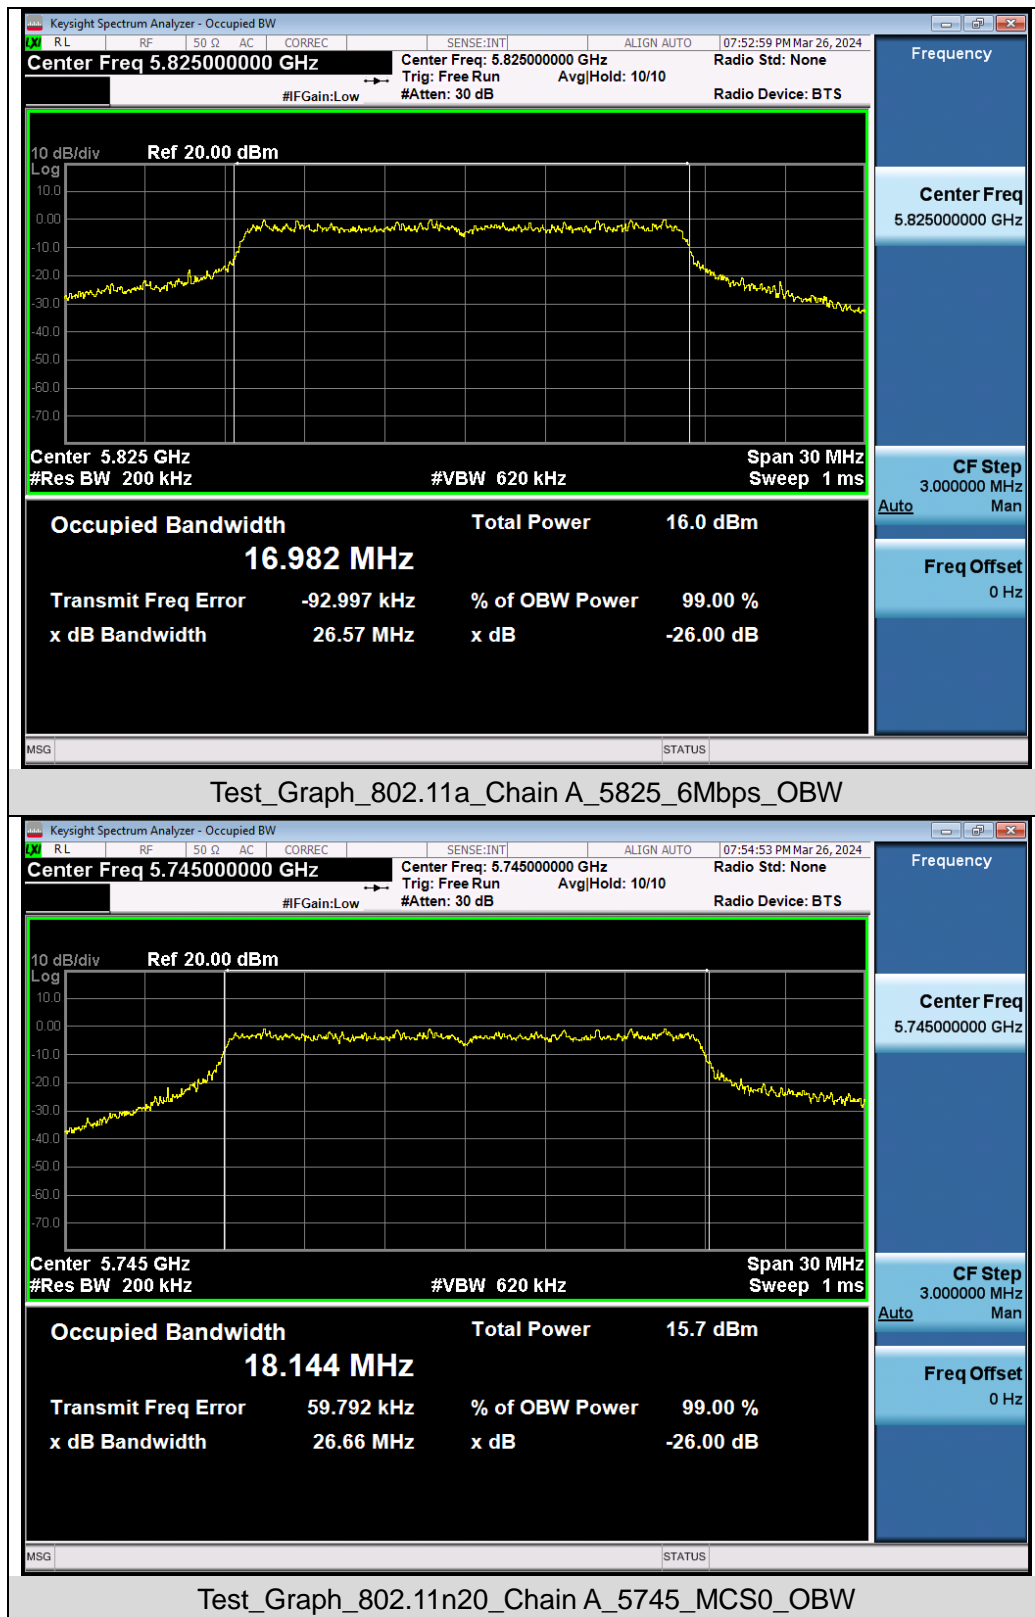 Keysight Spectrum Analyzer - Occupied BW
LXI RL RF 50 Ω AC CORREC SENSE:INT ALIGN AUTO 07:52:59 PM Mar 26, 2024
Center Freq 5.825000000 GHz
Center Freq: 5.825000000 GHz Radio Std: None
Trig: Free Run Avg|Hold: 10/10
#IFGain:Low #Atten: 30 dB Radio Device: BTS
Frequency
10 dB/div Ref 20.00 dBm
Log
10.0
0.00
-10.0
-20.0
-30.0
-40.0
-50.0
-60.0
-70.0
Center 5.825 GHz Span 30 MHz
#Res BW 200 kHz #VBW 620 kHz Sweep 1 ms
Center Freq
5.825000000 GHz
CF Step
3.000000 MHz
Auto Man
Freq Offset
0 Hz
Occupied Bandwidth Total Power 16.0 dBm
16.982 MHz
Transmit Freq Error -92.997 kHz % of OBW Power 99.00 %
x dB Bandwidth 26.57 MHz x dB -26.00 dB
MSG STATUS
Test_Graph_802.11a_Chain A_5825_6Mbps_OBW
Keysight Spectrum Analyzer - Occupied BW
LXI RL RF 50 Ω AC CORREC SENSE:INT ALIGN AUTO 07:54:53 PM Mar 26, 2024
Center Freq 5.745000000 GHz
Center Freq: 5.745000000 GHz Radio Std: None
Trig: Free Run Avg|Hold: 10/10
#IFGain:Low #Atten: 30 dB Radio Device: BTS
Frequency
10 dB/div Ref 20.00 dBm
Log
10.0
0.00
-10.0
-20.0
-30.0
-40.0
-50.0
-60.0
-70.0
Center 5.745 GHz Span 30 MHz
#Res BW 200 kHz #VBW 620 kHz Sweep 1 ms
Center Freq
5.745000000 GHz
CF Step
3.000000 MHz
Auto Man
Freq Offset
0 Hz
Occupied Bandwidth Total Power 15.7 dBm
18.144 MHz
Transmit Freq Error 59.792 kHz % of OBW Power 99.00 %
x dB Bandwidth 26.66 MHz x dB -26.00 dB
MSG STATUS
Test_Graph_802.11n20_Chain A_5745_MCS0_OBW